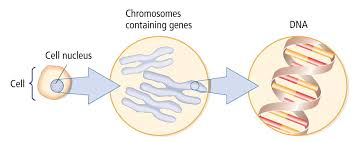 Chromosomes
containing genes
DNA
Cell nucleus
Cell